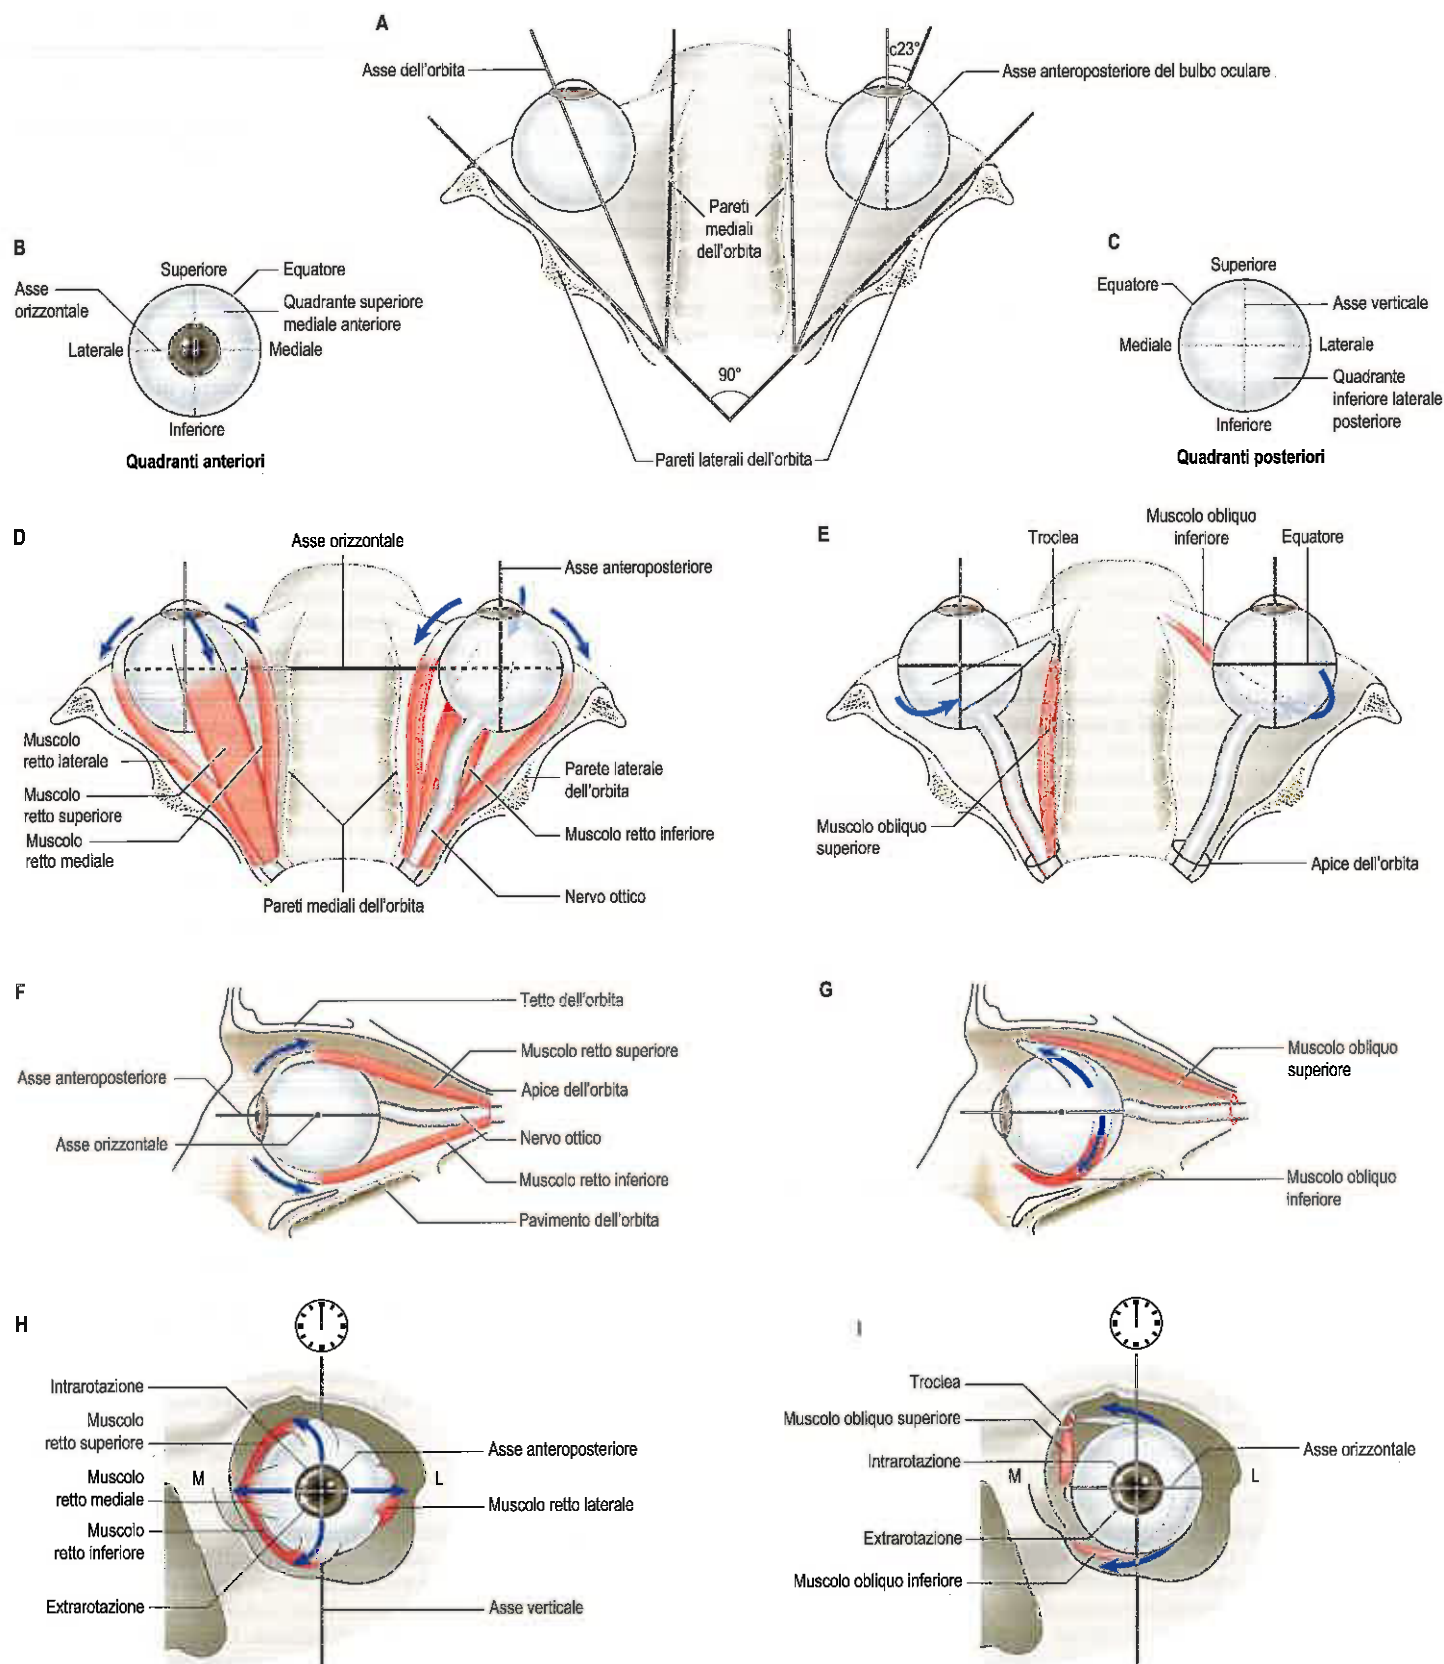 A
Asse dell'orbita
c23°
Asse anteroposteriore del bulbo oculare
Pareti
mediali
dell'orbita
90°
Pareti laterali dell'orbita
B
Superiore
Equatore
Asse
orizzontale
Quadrante superiore
mediale anteriore
Laterale
Mediale
Inferiore
Quadranti anteriori
C
Superiore
Equatore
Asse verticale
Mediale
Laterale
Quadrante
inferiore laterale
posteriore
Inferiore
Quadranti posteriori
D
Asse orizzontale
Asse anteroposteriore
Muscolo
retto laterale
Muscolo
retto superiore
Muscolo
retto mediale
Parete laterale
dell'orbita
Muscolo retto inferiore
Nervo ottico
Pareti mediali dell'orbita
E
Troclea
Muscolo obliquo
inferiore
Equatore
Muscolo obliquo
superiore
Apice dell'orbita
F
Tetto dell'orbita
Muscolo retto superiore
Asse anteroposteriore
Apice dell'orbita
Asse orizzontale
Nervo ottico
Muscolo retto inferiore
Pavimento dell'orbita
G
Muscolo obliquo
superiore
Muscolo obliquo
inferiore
H
Intrarotazione
Muscolo
retto superiore
Asse anteroposteriore
Muscolo
retto mediale
M
L
Muscolo retto laterale
Muscolo
retto inferiore
Extrarotazione
Asse verticale
I
Troclea
Muscolo obliquo superiore
Asse orizzontale
Intrarotazione
M
L
Extrarotazione
Muscolo obliquo inferiore